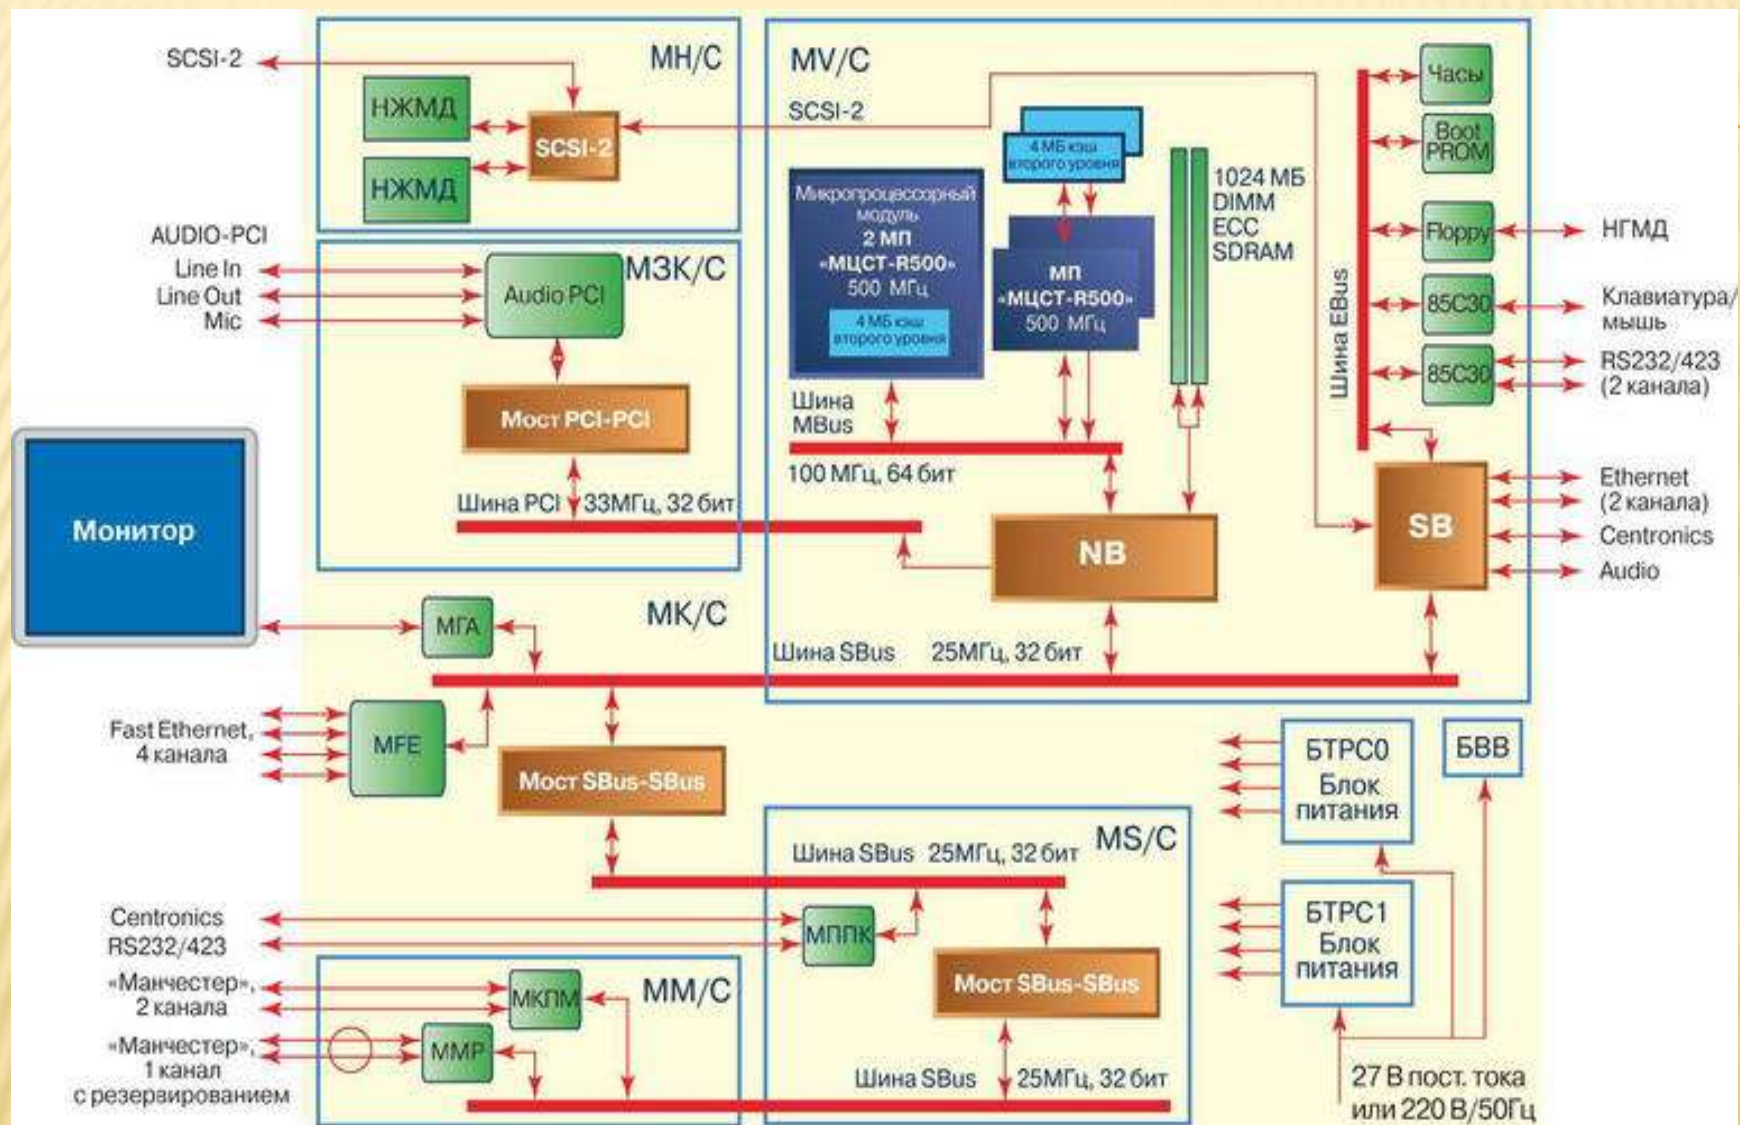 SCSI-2
МН/С
НЖМД
НЖМД
SCSI-2
AUDIO-PCI
Line In
Line Out
Mic
МЗК/С
Audio PCI
Мост PCI-PCI
Шина PCI 33МГц, 32 бит
MV/C
SCSI-2
Микропроцессорный
модуль
2 МП
«МЦСТ-R500»
500 МГц
4 МБ кэш
второго уровня
4 МБ кэш
второго уровня
МП
«МЦСТ-R500»
500 МГц
1024 МБ
DIMM
ECC
SDRAM
Шина
MBus
100 МГц, 64 бит
NB
Шина EBus
Часы
Boot
PROM
Floppy
НГМД
85С30
Клавиатура/
мышь
85С30
RS232/423
(2 канала)
SB
Ethernet
(2 канала)
Centronics
Audio
Монитор
МГА
МК/С
Шина SBus 25МГц, 32 бит
Fast Ethernet,
4 канала
MFE
Мост SBus-SBus
БТРС0
Блок
питания
БВВ
MS/C
Шина SBus 25МГц, 32 бит
Centronics
RS232/423
МППК
Мост SBus-SBus
БТРС1
Блок
питания
«Манчестер»,
2 канала
МКПМ
ММ/С
«Манчестер»,
1 канал
с резервированием
ММР
Шина SBus 25МГц, 32 бит
27 В пост. тока
или 220 В/50Гц